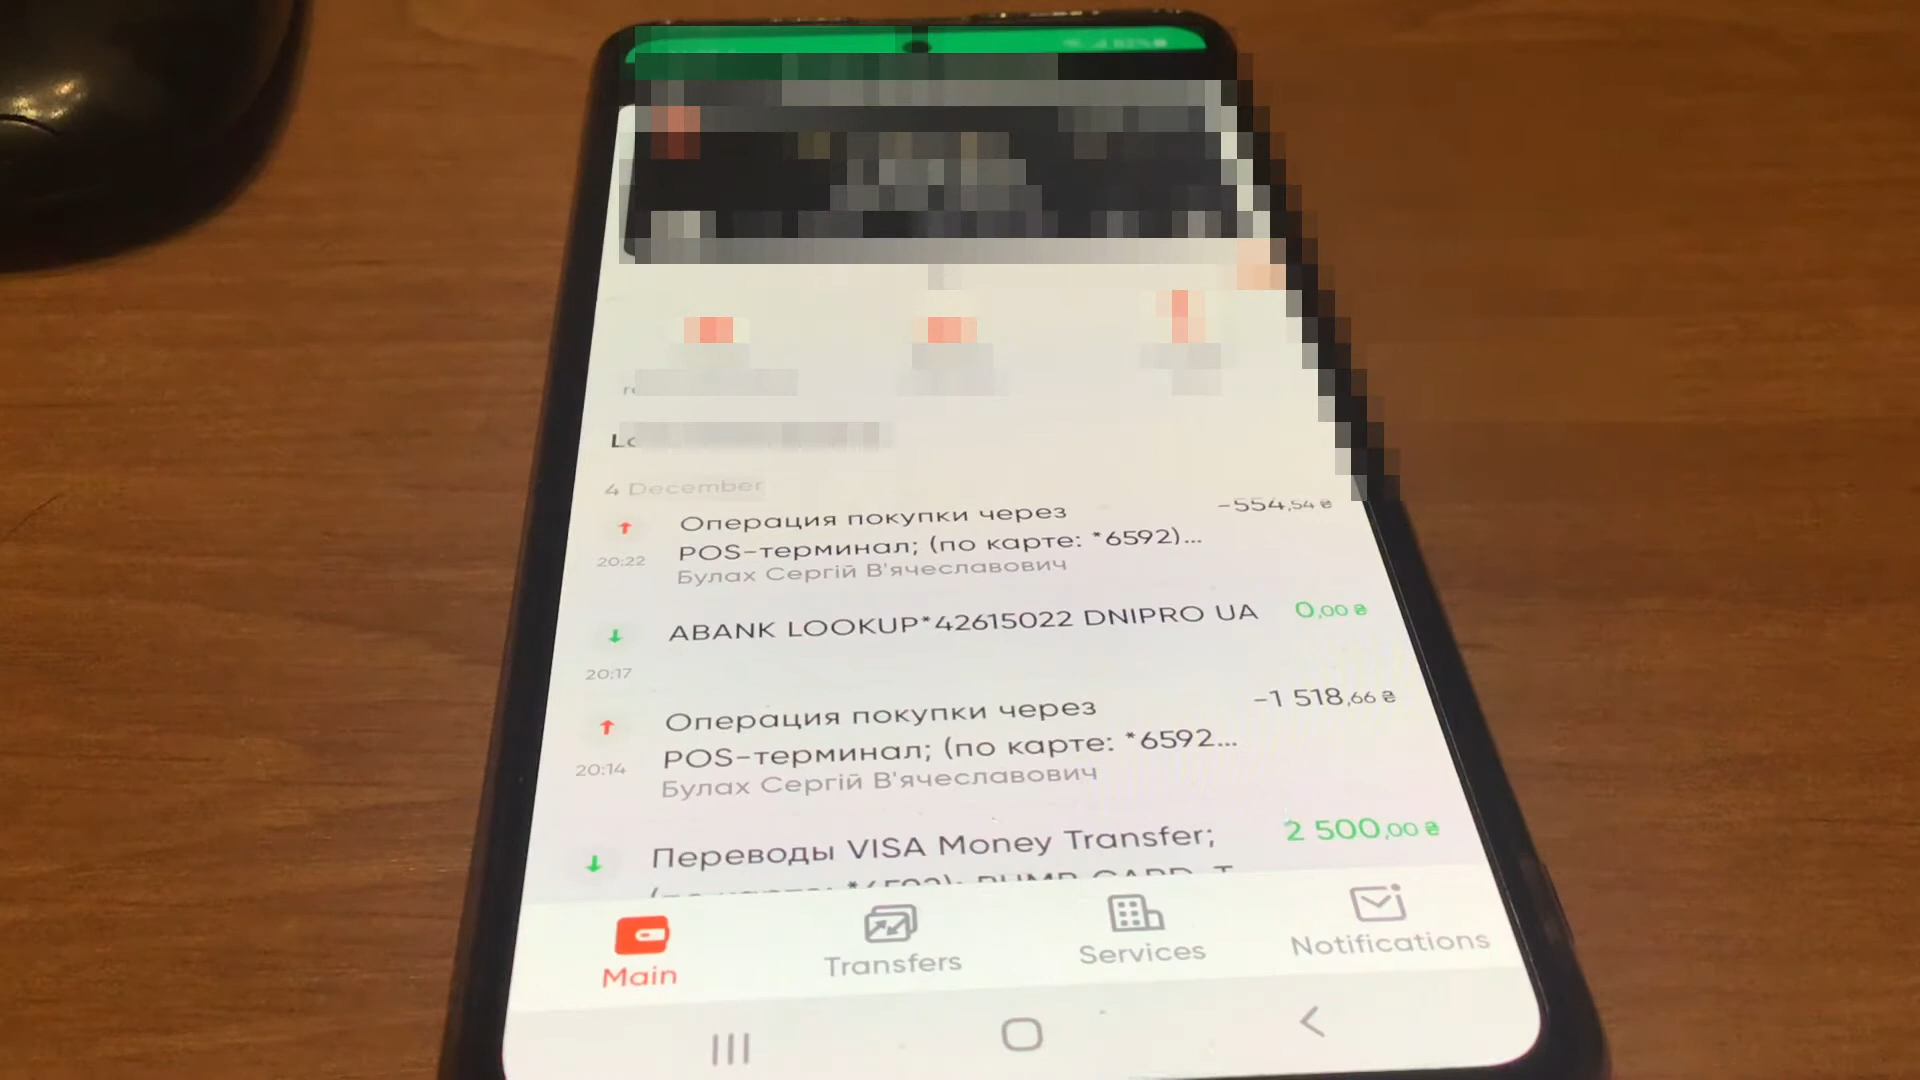 4 December
Операция покупки через
-554,54 ₴
POS-терминал; (по карте: *6592)...
20:22
Булах Сергій В'ячеславович
ABANK LOOKUP*42615022 DNIPRO UA
0,00 ₴
20:17
Операция покупки через
-1 518,66 ₴
POS-терминал; (по карте: *6592...
20:14
Булах Сергій В'ячеславович
Переводы VISA Money Transfer;
2 500,00 ₴
Main
Transfers
Services
Notifications